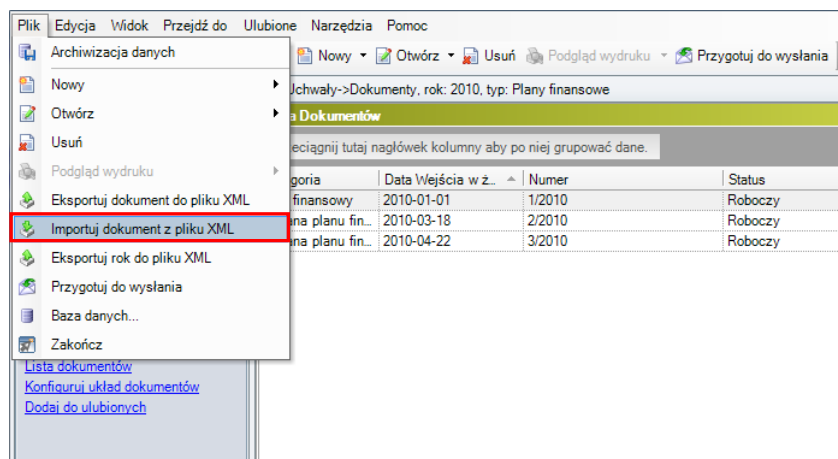 Plik Edycja Widok Przejdź do Ulubione Narzędzia Pomoc
Archiwizacja danych
Nowy Otwórz Usuń Podgląd wydruku Przygotuj do wysłania
Nowy
Otwórz
Usuń
Podgląd wydruku
Eksportuj dokument do pliku XML
Importuj dokument z pliku XML
Eksportuj rok do pliku XML
Przygotuj do wysłania
Baza danych...
Zakończ
Uchwały->Dokumenty, rok: 2010, typ: Plany finansowe
a Dokumentów
eciągnij tutaj nagłówek kolumny aby po niej grupować dane.
goria Data Wejścia w ż... Numer Status
finansowy 2010-01-01 1/2010 Roboczy
ana planu fin... 2010-03-18 2/2010 Roboczy
ana planu fin... 2010-04-22 3/2010 Roboczy
Lista dokumentów
Konfiguruj układ dokumentów
Dodaj do ulubionych